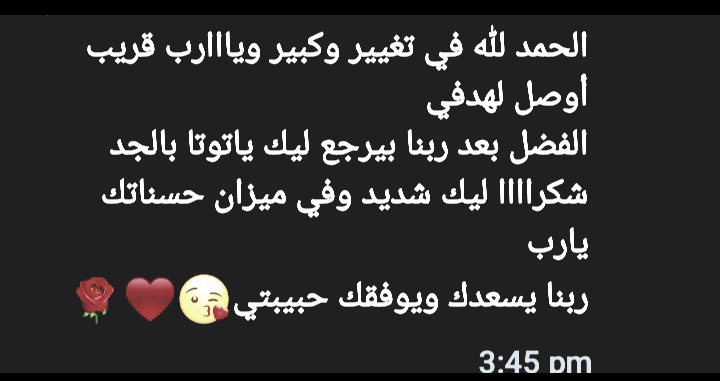 الحمد لله في تغيير وكبير وياااارب قريب
أوصل لهدفي
الفضل بعد ربنا بيرجع ليك ياتوتا بالجد
شكراااا ليك شديد وفي ميزان حسناتك
يارب
ربنا يسعدك ويوفقك حبيبتي😘❤️🌹
3:45 pm